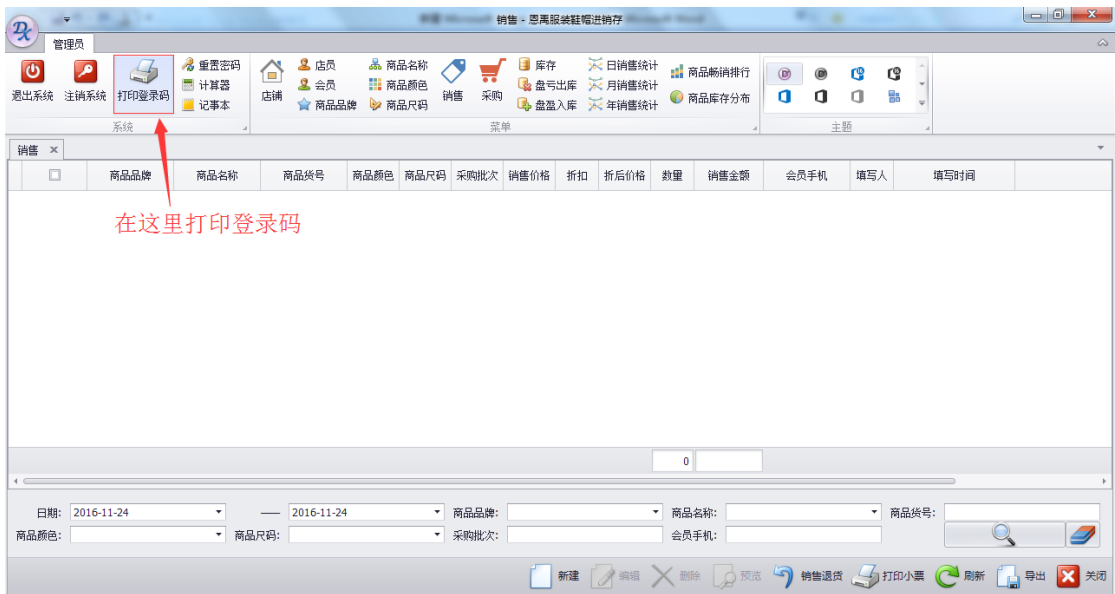 销售 - 恩禹服装鞋帽进销存
管理员
退出系统 注销系统 打印登录码 重置密码 计算器 记事本
系统
店铺 店员 会员 商品品牌 商品名称 商品颜色 商品尺码 销售 采购 库存 盘亏出库 盘盈入库 日销售统计 月销售统计 年销售统计 商品畅销排行 商品库存分布
菜单
主题
销售
商品品牌 商品名称 商品货号 商品颜色 商品尺码 采购批次 销售价格 折扣 折后价格 数量 销售金额 会员手机 填写人 填写时间
在这里打印登录码
0
日期: 2016-11-24 — 2016-11-24 商品品牌: 商品名称: 商品货号:
商品颜色: 商品尺码: 采购批次: 会员手机:
新建 编辑 删除 预览 销售退货 打印小票 刷新 导出 关闭